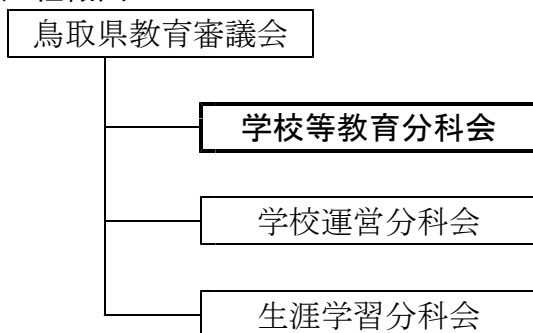 鳥取県教育審議会
学校等教育分科会
学校運営分科会
生涯学習分科会